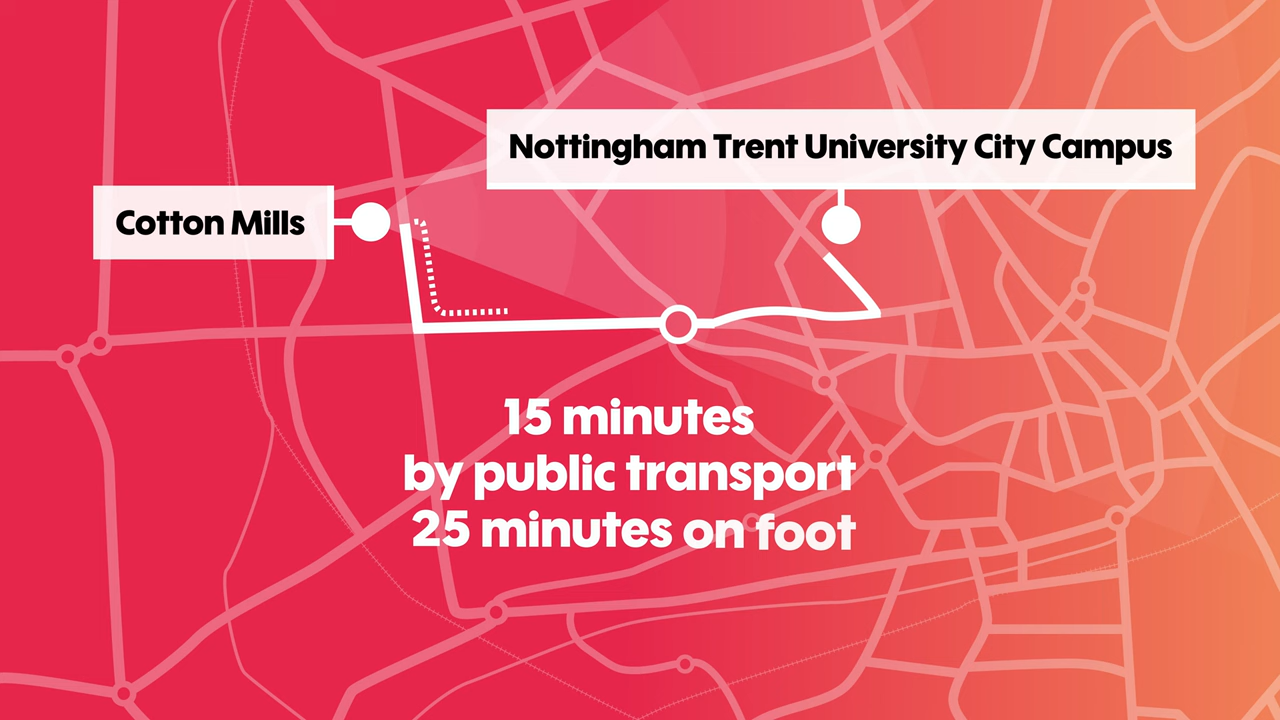 Nottingham Trent University City Campus
Cotton Mills
15 minutes
by public transport
25 minutes on foot